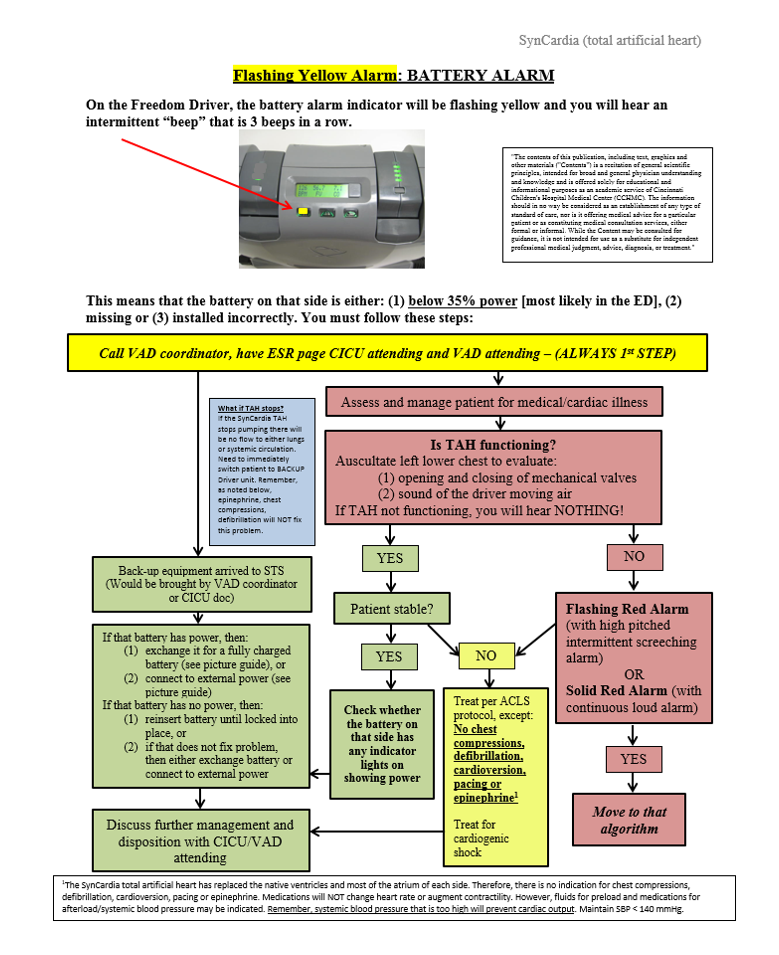 SynCardia (total artificial heart)
Flashing Yellow Alarm: BATTERY ALARM
On the Freedom Driver, the battery alarm indicator will be flashing yellow and you will hear an
intermittent “beep” that is 3 beeps in a row.
"The contents of this publication, including text, graphics and
other materials ("Contents") is a recitation of general scientific
principles, intended for broad and general physician understanding
and knowledge and is offered solely for educational and
informational purposes as an academic service of Cincinnati
Children's Hospital Medical Center (CCHMC). The information
should in no way be considered as an establishment of any type of
standard of care, nor is it offering medical advice for a particular
patient or as constituting medical consultation services, either
formal or informal. While the Content may be consulted for
guidance, it is not intended for use as a substitute for independent
professional medical judgment, advice, diagnosis, or treatment."
This means that the battery on that side is either: (1) below 35% power [most likely in the ED], (2)
missing or (3) installed incorrectly. You must follow these steps:
Call VAD coordinator, have ESR page CICU attending and VAD attending – (ALWAYS 1st STEP)
What if TAH stops?
If the SynCardia TAH
stops pumping there will
be no flow to either lungs
or systemic circulation.
Need to immediately
switch patient to BACKUP
Driver unit. Remember,
as noted below,
epinephrine, chest
compressions,
defibrillation will NOT fix
this problem.
Assess and manage patient for medical/cardiac illness
Is TAH functioning?
Auscultate left lower chest to evaluate:
(1) opening and closing of mechanical valves
(2) sound of the driver moving air
If TAH not functioning, you will hear NOTHING!
YES
NO
Back-up equipment arrived to STS
(Would be brought by VAD coordinator
or CICU doc)
Patient stable?
Flashing Red Alarm
(with high pitched
intermittent screeching
alarm)
OR
Solid Red Alarm (with
continuous loud alarm)
If that battery has power, then:
(1) exchange it for a fully charged
battery (see picture guide), or
(2) connect to external power (see
picture guide)
If that battery has no power, then:
(1) reinsert battery until locked into
place, or
(2) if that does not fix problem,
then either exchange battery or
connect to external power
YES
NO
Check whether
the battery on
that side has
any indicator
lights on
showing power
Treat per ACLS
protocol, except:
No chest
compressions,
defibrillation,
cardioversion,
pacing or
epinephrine1
Treat for
cardiogenic
shock
YES
Move to that
algorithm
Discuss further management and
disposition with CICU/VAD
attending
1The SynCardia total artificial heart has replaced the native ventricles and most of the atrium of each side. Therefore, there is no indication for chest compressions,
defibrillation, cardioversion, pacing or epinephrine. Medications will NOT change heart rate or augment contractility. However, fluids for preload and medications for
afterload/systemic blood pressure may be indicated. Remember, systemic blood pressure that is too high will prevent cardiac output. Maintain SBP < 140 mmHg.